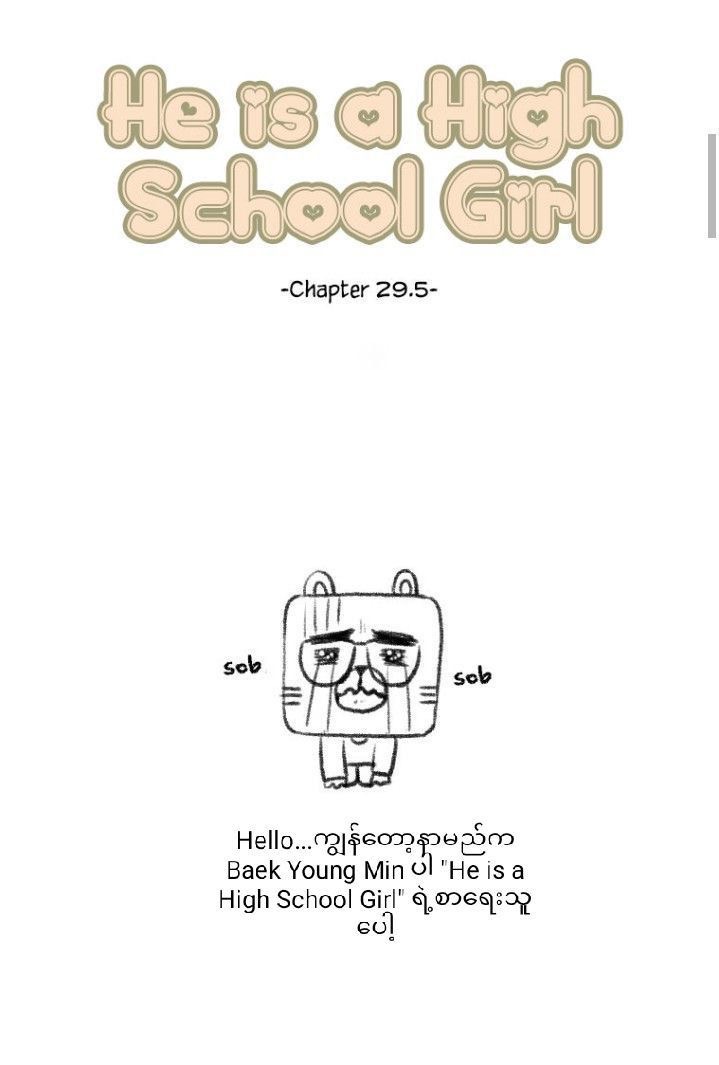 He is a High
School Girl
-Chapter 29.5-
sob
sob
Hello...ကျွန်တော့နာမည်က
Baek Young Min ပါ "He is a
High School Girl" ရဲ့စာရေးသူ
ပေါ့